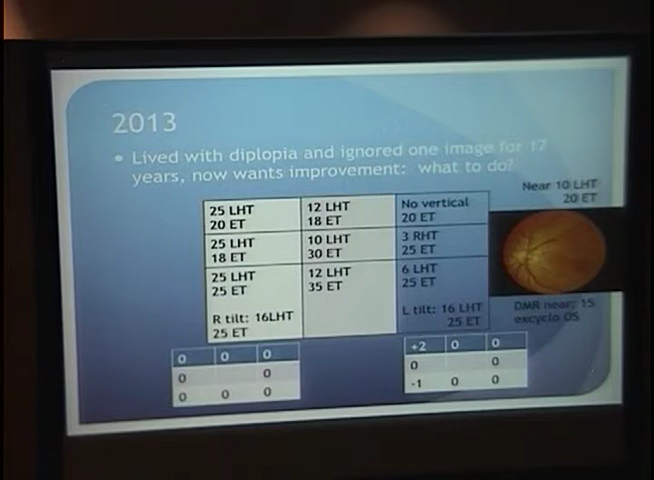 2013
• Lived with diplopia and ignored one image for 17
years, now wants improvement: what to do?
Near 10 LHT
20 ET
25 LHT
20 ET
12 LHT
18 ET
No vertical
20 ET
25 LHT
18 ET
10 LHT
30 ET
3 RHT
25 ET
25 LHT
25 ET
12 LHT
35 ET
6 LHT
25 ET
R tilt: 16LHT
25 ET
L tilt: 16 LHT
25 ET
DMR near: 15
excyclo OS
0 0 0
0 0
0 0 0
+2 0 0
0 0
-1 0 0